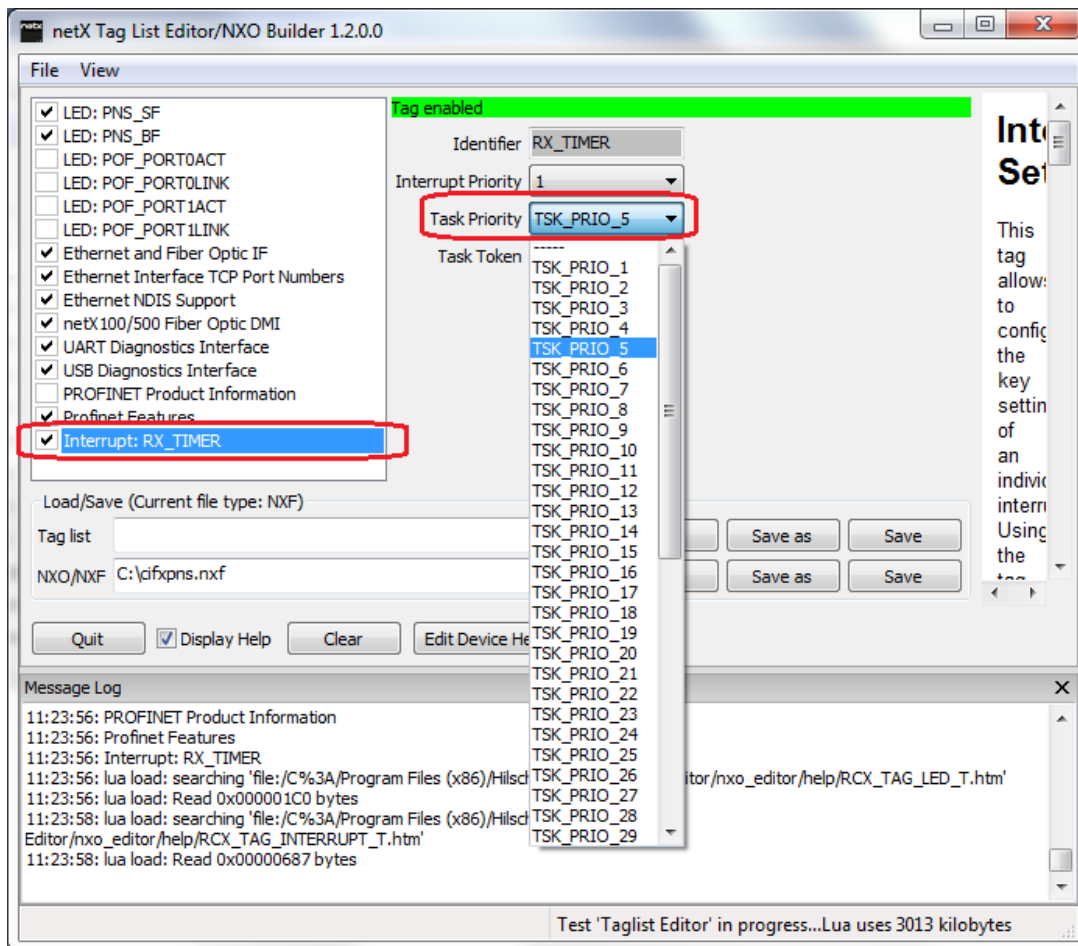 netX Tag List Editor/NXO Builder 1.2.0.0
File View
LED: PNS_SF
LED: PNS_BF
LED: POF_PORT0ACT
LED: POF_PORT0LINK
LED: POF_PORT1ACT
LED: POF_PORT1LINK
Ethernet and Fiber Optic IF
Ethernet Interface TCP Port Numbers
Ethernet NDIS Support
netX100/500 Fiber Optic DMI
UART Diagnostics Interface
USB Diagnostics Interface
PROFINET Product Information
Profinet Features
Interrupt: RX_TIMER
Tag enabled
Identifier RX_TIMER
Interrupt Priority 1
Task Priority TSK_PRIO_5
Task Token
-----
TSK_PRIO_1
TSK_PRIO_2
TSK_PRIO_3
TSK_PRIO_4
TSK_PRIO_5
TSK_PRIO_6
TSK_PRIO_7
TSK_PRIO_8
TSK_PRIO_9
TSK_PRIO_10
TSK_PRIO_11
TSK_PRIO_12
TSK_PRIO_13
TSK_PRIO_14
TSK_PRIO_15
TSK_PRIO_16
TSK_PRIO_17
TSK_PRIO_18
TSK_PRIO_19
TSK_PRIO_20
TSK_PRIO_21
TSK_PRIO_22
TSK_PRIO_23
TSK_PRIO_24
TSK_PRIO_25
TSK_PRIO_26
TSK_PRIO_27
TSK_PRIO_28
TSK_PRIO_29
Int
Set
This
tag
allow
to
config
the
key
settin
of
an
individ
interru
Using
the
tag
Load/Save (Current file type: NXF)
Tag list Save as Save
NXO/NXF C:\cifxpns.nxf Save as Save
Quit Display Help Clear Edit Device He
Message Log
11:23:56: PROFINET Product Information
11:23:56: Profinet Features
11:23:56: Interrupt: RX_TIMER
11:23:56: lua load: searching 'file:/C%3A/Program Files (x86)/Hilsch itor/nxo_editor/help/RCX_TAG_LED_T.htm'
11:23:56: lua load: Read 0x000001C0 bytes
11:23:58: lua load: searching 'file:/C%3A/Program Files (x86)/Hilsch
Editor/nxo_editor/help/RCX_TAG_INTERRUPT_T.htm'
11:23:58: lua load: Read 0x00000687 bytes
Test 'Taglist Editor' in progress...Lua uses 3013 kilobytes